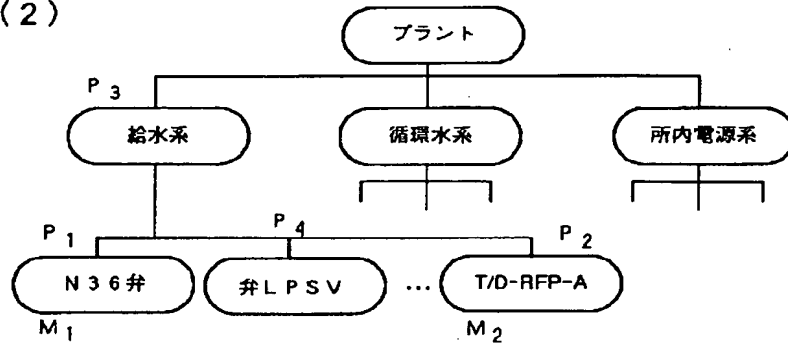 (2)
プラント
P3
給水系
循環水系
所内電源系
P1
P4
P2
N36弁
弁LPSV
…
T/D-RFP-A
M1
M2